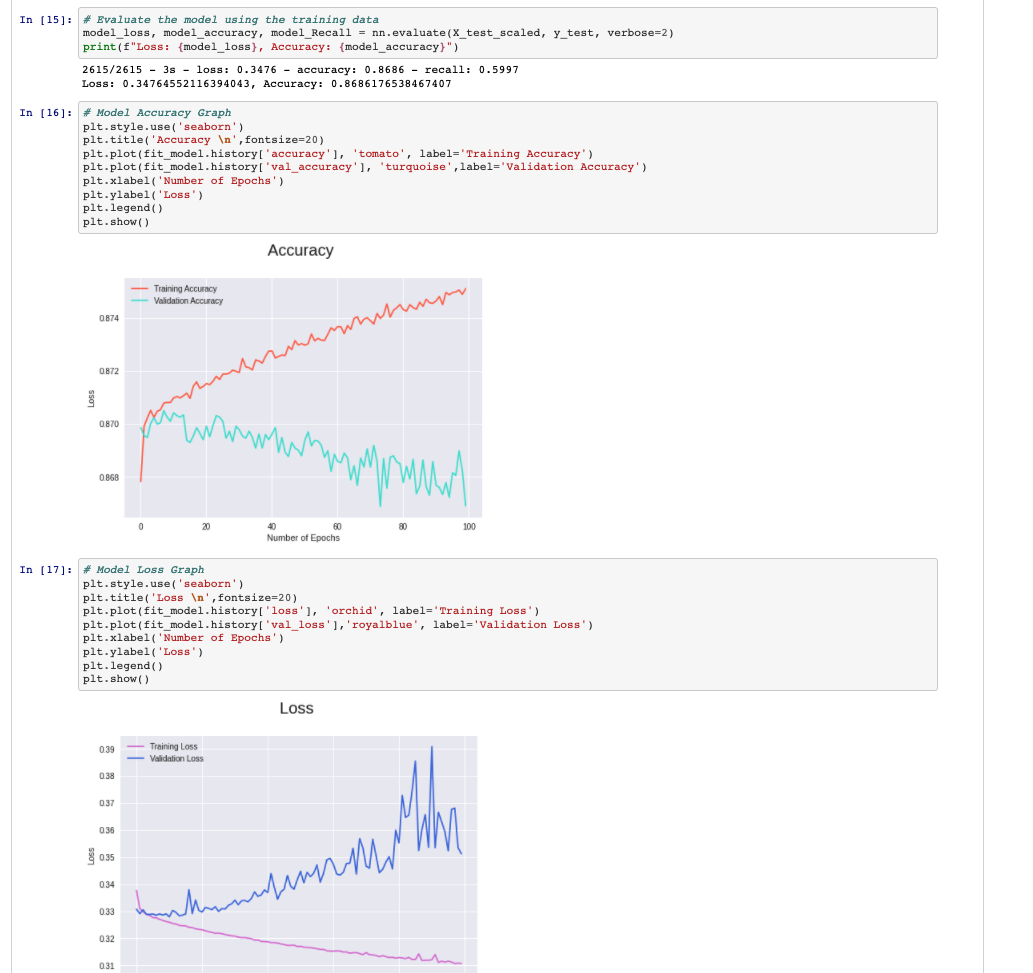 In [15]: # Evaluate the model using the training data
model_loss, model_accuracy, model_Recall = nn.evaluate(X_test_scaled, y_test, verbose=2)
print(f"Loss: {model_loss}, Accuracy: {model_accuracy}")
2615/2615 - 3s - loss: 0.3476 - accuracy: 0.8686 - recall: 0.5997
Loss: 0.34764552116394043, Accuracy: 0.8686176538467407
In [16]: # Model Accuracy Graph
plt.style.use('seaborn')
plt.title('Accuracy \n',fontsize=20)
plt.plot(fit_model.history['accuracy'], 'tomato', label='Training Accuracy')
plt.plot(fit_model.history['val_accuracy'], 'turquoise',label='Validation Accuracy')
plt.xlabel('Number of Epochs')
plt.ylabel('Loss')
plt.legend()
plt.show()
Accuracy
Training Accuracy
Validation Accuracy
0.874
0.872
0.870
0.868
Loss
0 20 40 60 80 100
Number of Epochs
In [17]: # Model Loss Graph
plt.style.use('seaborn')
plt.title('Loss \n',fontsize=20)
plt.plot(fit_model.history['loss'], 'orchid', label='Training Loss')
plt.plot(fit_model.history['val_loss'],'royalblue', label='Validation Loss')
plt.xlabel('Number of Epochs')
plt.ylabel('Loss')
plt.legend()
plt.show()
Loss
Training Loss
Validation Loss
0.39
0.38
0.37
0.36
0.35
0.34
0.33
0.32
0.31
Loss